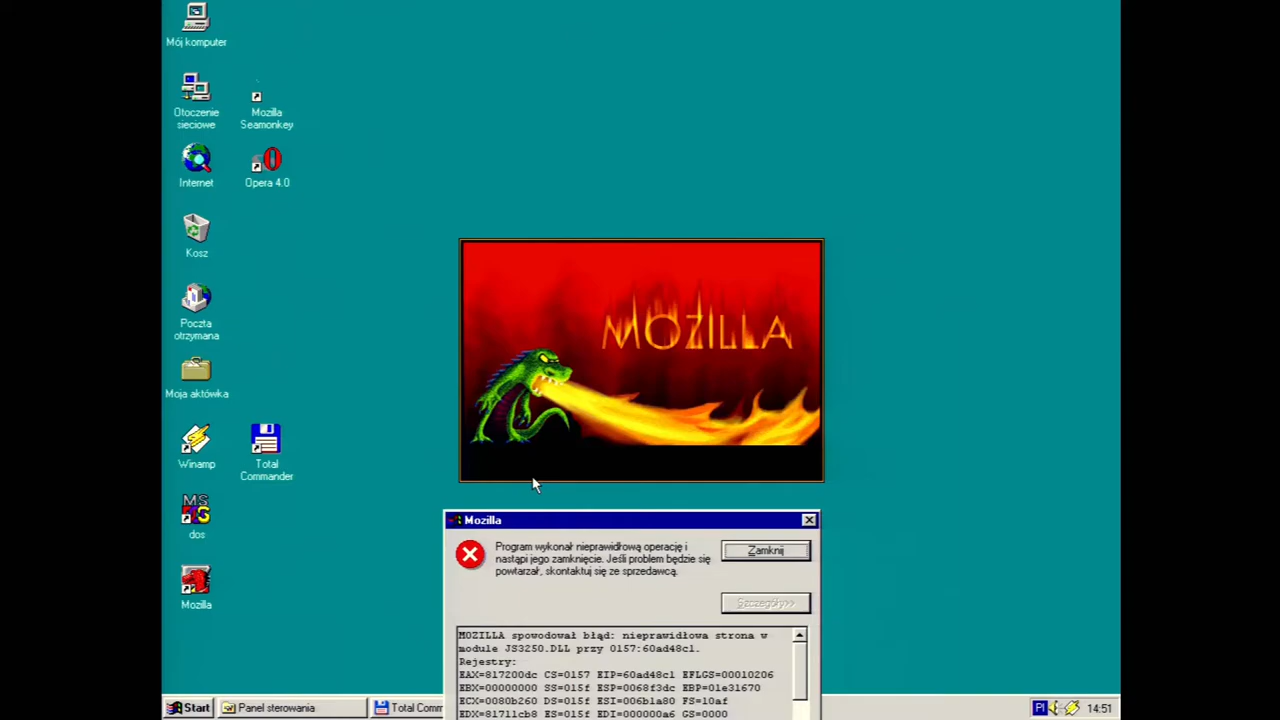 Mój komputer
Otoczenie
sieciowe
Mozilla
Seamonkey
Internet
Opera 4.0
Kosz
Poczta
otrzymana
Moja aktówka
Winamp
Total
Commander
MS
dos
Mozilla
MOZILLA
Mozilla
Program wykonał nieprawidłową operację i
nastąpi jego zamknięcie. Jeśli problem będzie się
powtarzał, skontaktuj się ze sprzedawcą.
Zamknij
Szczegóły>>
MOZILLA spowodował błąd: nieprawidłowa strona w
module JS3250.DLL przy 0157:60ad48c1.
Rejestry:
EAX=817200dc CS=0157 EIP=60ad48c1 EFLGS=00010206
EBX=00000000 SS=015f ESP=0068f3dc EBP=01e31670
ECX=0080b260 DS=015f ESI=006b1a80 FS=10af
EDX=81711cb8 ES=015f EDI=000000a6 GS=0000
Start
Panel sterowania
Total Comm
Pl
14:51